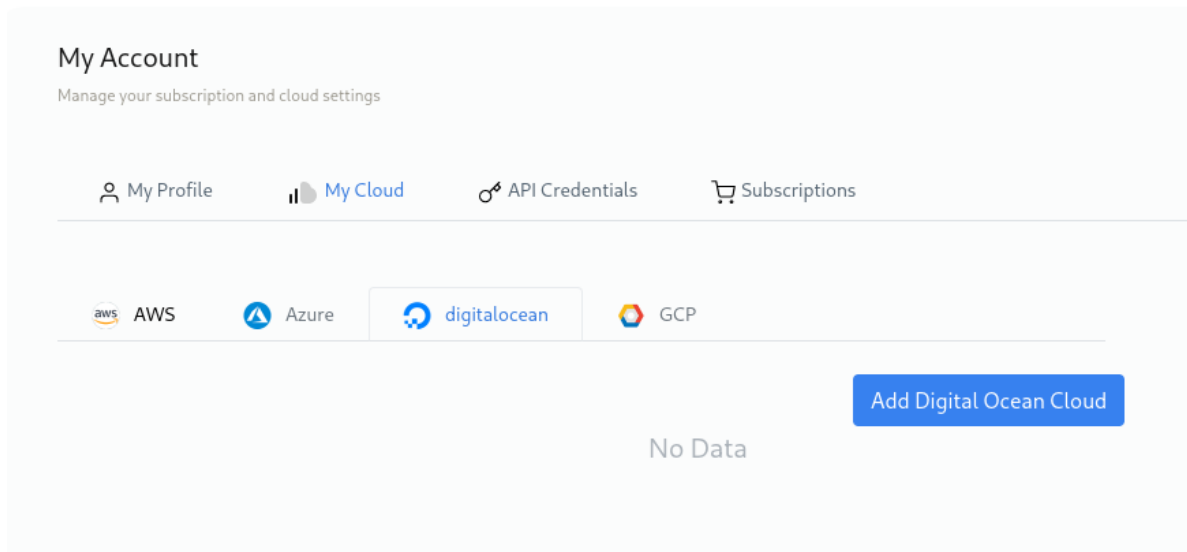 My Account
Manage your subscription and cloud settings
My Profile My Cloud API Credentials Subscriptions
aws AWS Azure digitalocean GCP
Add Digital Ocean Cloud
No Data